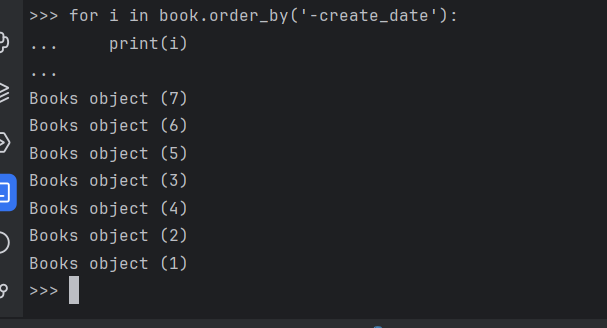 >>> for i in book.order_by('-create_date'):
...     print(i)
...
Books object (7)
Books object (6)
Books object (5)
Books object (3)
Books object (4)
Books object (2)
Books object (1)
>>>